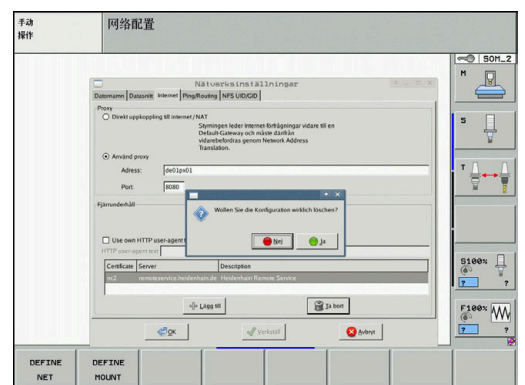 手动
操作
网络配置
SOM_2
Nätverksinställningar
Datornamn Datasnitt Internet Ping/Routing NFS UID/GID
Proxy
Direkt uppkoppling till internet / NAT
Styrningen leder Internet-förfrågningar vidare till en
Default-Gateway och måste därifrån
vidarebefordras genom Network Address
Translation.
Använd proxy
Adress: de01px01
Port: 8080
Fjärrunderhåll
Wollen Sie die Konfiguration wirklich löschen?
Nej Ja
Use own HTTP user-agent
HTTP user-agent text
Certificate Server Description
nc2 remoteservice.heidenhain.de Heidenhain Remote Service
Lägg till Ta bort
OK Verkställ Avbryt
M
S
T
S100%
? ?
F100%
? ?
DEFINE
NET
DEFINE
MOUNT